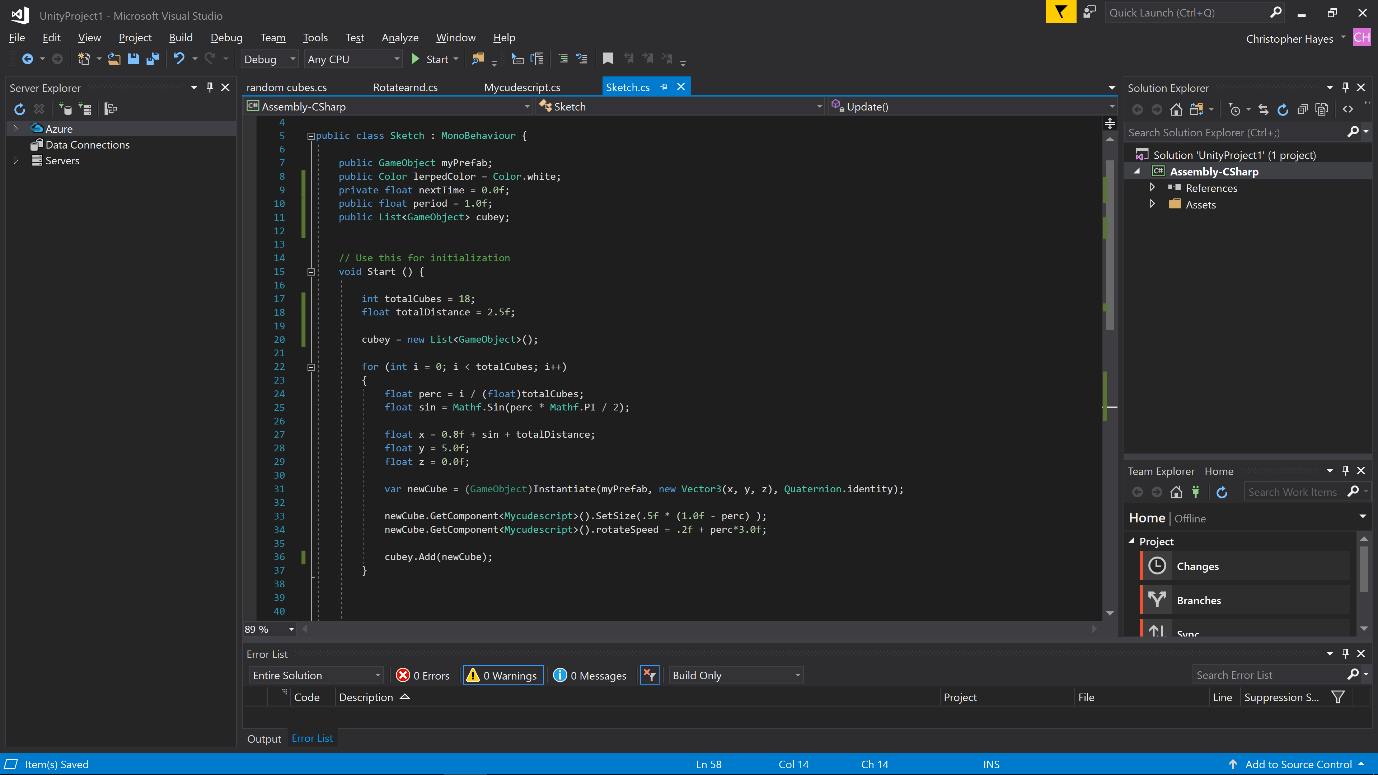 UnityProject1 - Microsoft Visual Studio
Quick Launch (Ctrl+Q)
File Edit View Project Build Debug Team Tools Test Analyze Window Help
Christopher Hayes CH
Debug Any CPU Start
Server Explorer
Azure
Data Connections
Servers
random cubes.cs Rotatearnd.cs Mycudescript.cs Sketch.cs
C# Assembly-CSharp Sketch Update()
4
5 public class Sketch : MonoBehaviour {
6
7 public GameObject myPrefab;
8 public Color lerpedColor = Color.white;
9 private float nextTime = 0.0f;
10 public float period = 1.0f;
11 public List<GameObject> cubey;
12
13
14 // Use this for initialization
15 void Start () {
16
17 int totalCubes = 18;
18 float totalDistance = 2.5f;
19
20 cubey = new List<GameObject>();
21
22 for (int i = 0; i < totalCubes; i++)
23 {
24 float perc = i / (float)totalCubes;
25 float sin = Mathf.Sin(perc * Mathf.PI / 2);
26
27 float x = 0.8f + sin + totalDistance;
28 float y = 5.0f;
29 float z = 0.0f;
30
31 var newCube = (GameObject)Instantiate(myPrefab, new Vector3(x, y, z), Quaternion.identity);
32
33 newCube.GetComponent<Mycudescript>().SetSize(.5f * (1.0f - perc) );
34 newCube.GetComponent<Mycudescript>().rotateSpeed = .2f + perc*3.0f;
35
36 cubey.Add(newCube);
37 }
38
39
40
89 %
Solution Explorer
Search Solution Explorer (Ctrl+;)
Solution 'UnityProject1' (1 project)
C# Assembly-CSharp
References
Assets
Team Explorer Home
Search Work Items
Home | Offline
Project
Changes
Branches
Sync
Error List
Entire Solution 0 Errors 0 Warnings 0 Messages Build Only Search Error List
Code Description Project File Line Suppression S...
Output Error List
Item(s) Saved Ln 58 Col 14 Ch 14 INS Add to Source Control